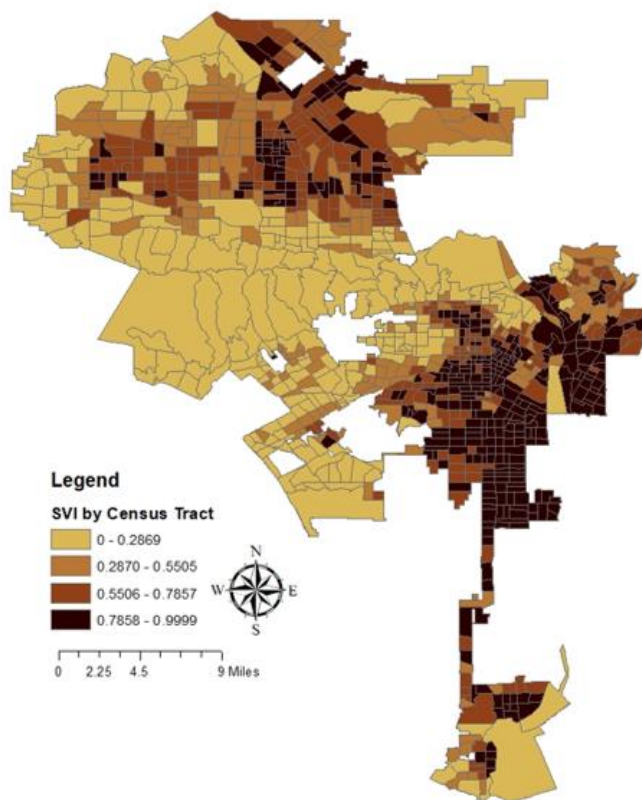 Legend
SVI by Census Tract
0 - 0.2869
0.2870 - 0.5505
0.5506 - 0.7857
0.7858 - 0.9999
N
W E
S
0 2.25 4.5 9 Miles